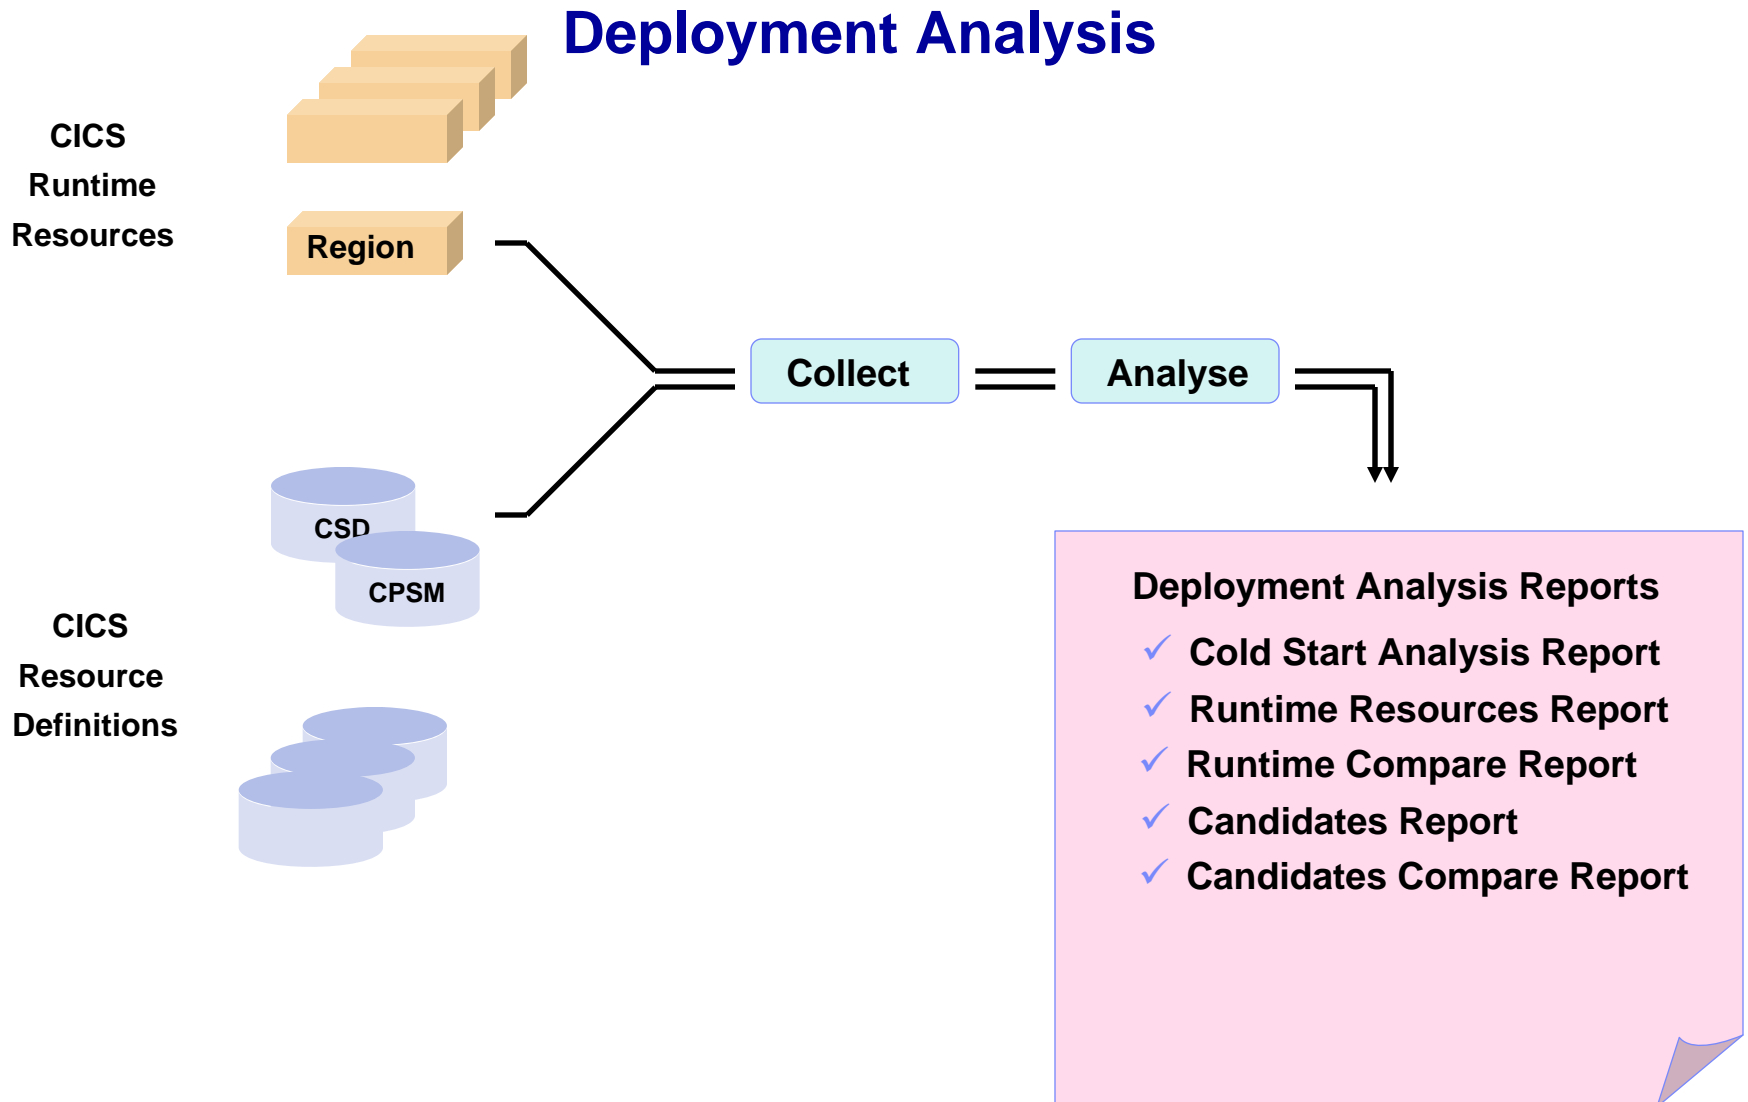 Deployment Analysis
CICS
Runtime
Resources
Region
Collect
Analyse
CSD
CPSM
CICS
Resource
Definitions
Deployment Analysis Reports
✓ Cold Start Analysis Report
✓ Runtime Resources Report
✓ Runtime Compare Report
✓ Candidates Report
✓ Candidates Compare Report